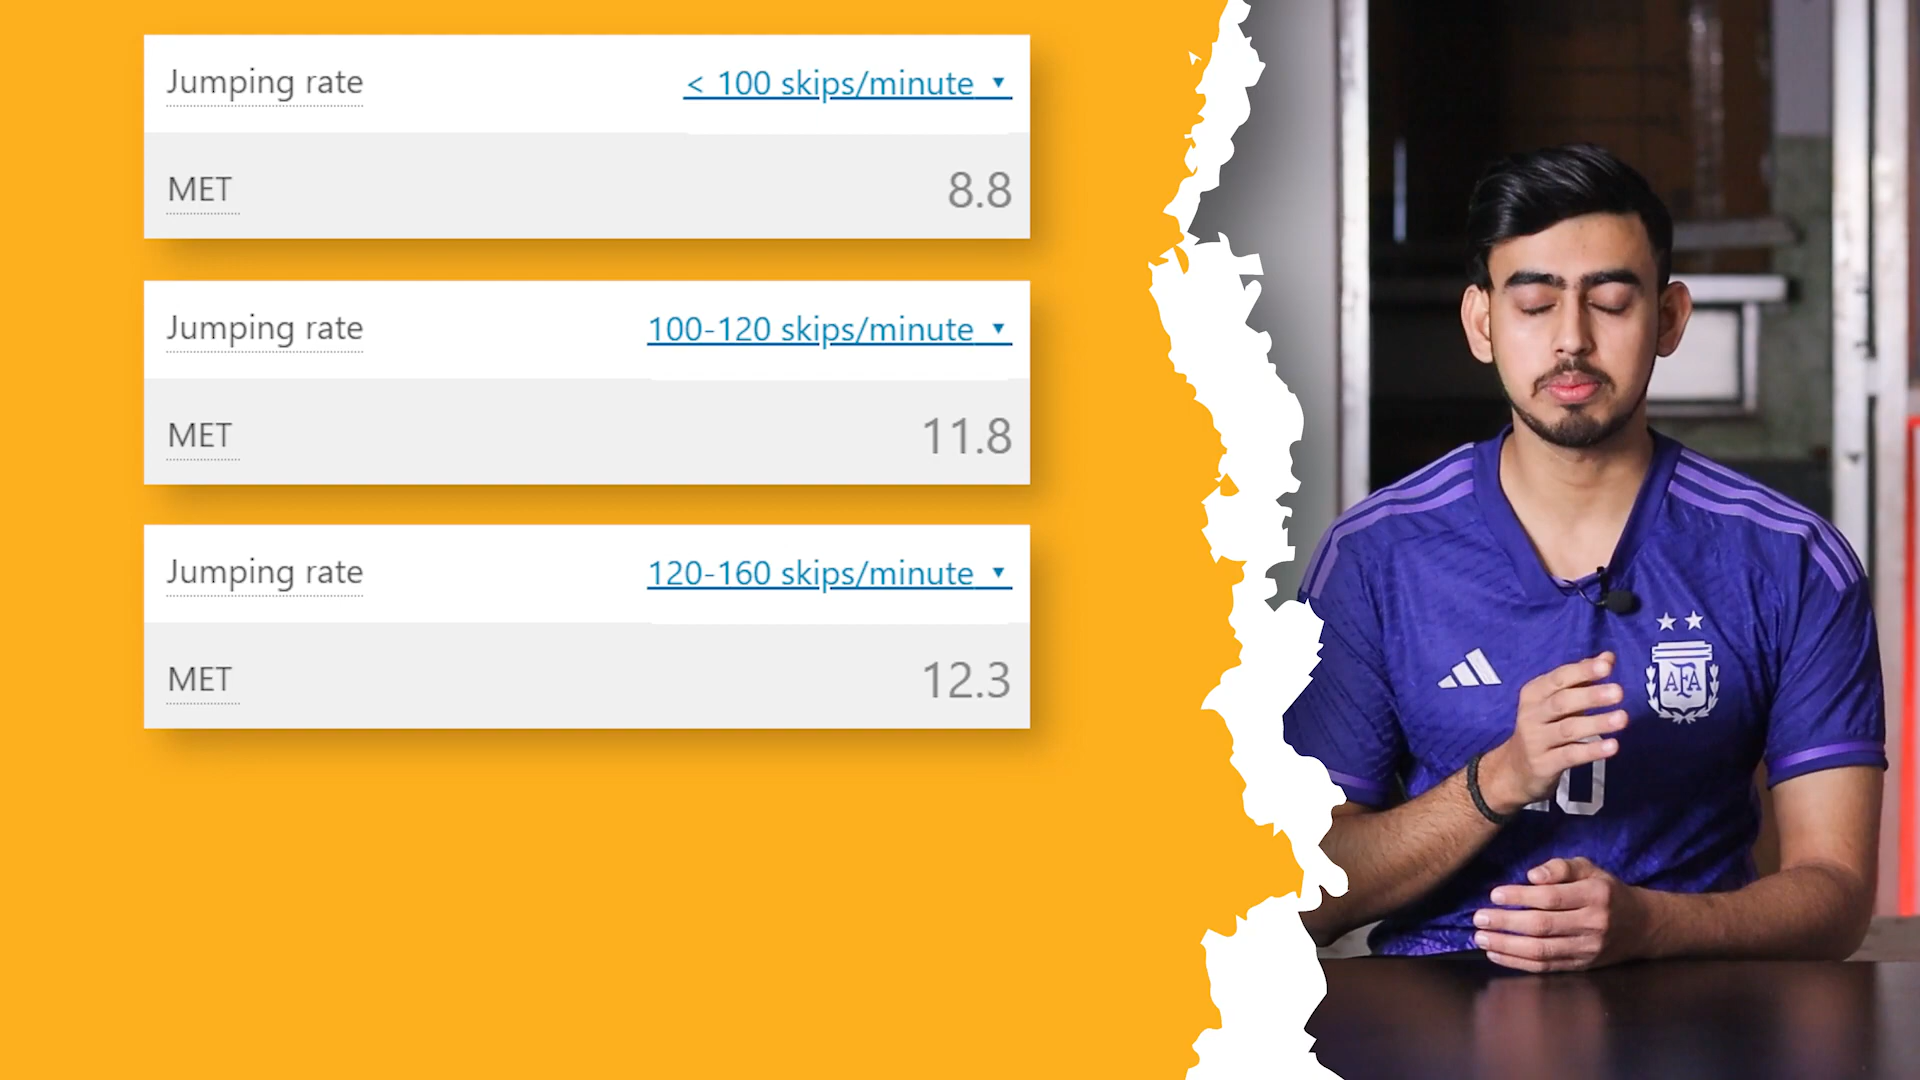 Jumping rate < 100 skips/minute ▼
MET 8.8
Jumping rate 100-120 skips/minute ▼
MET 11.8
Jumping rate 120-160 skips/minute ▼
MET 12.3
AFA